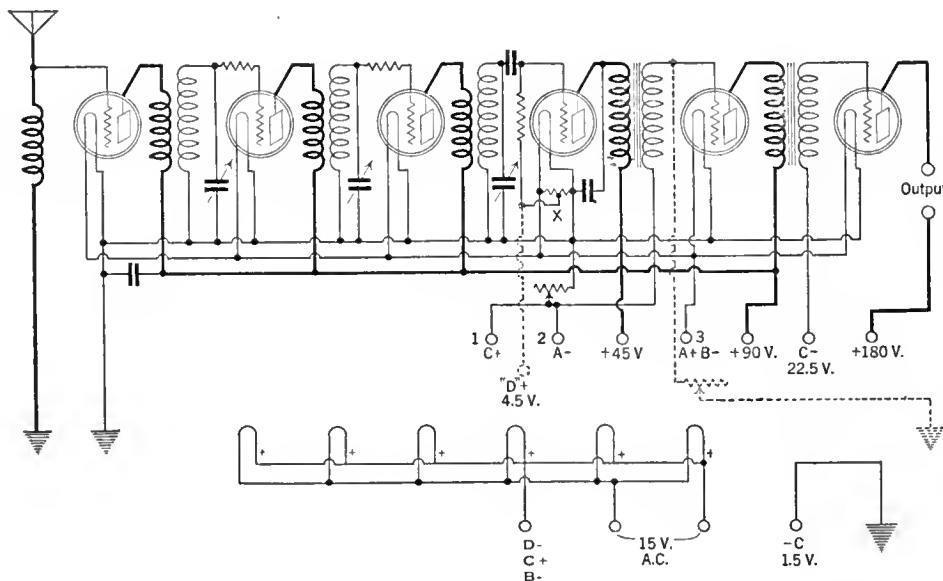 Output
X
1
C+
2
A-
+45 V
3
A+B-
+90 V.
C-
22.5 V.
+180 V.
"D"+
4.5 V.
+
+
+
+
+
+
D-
C+
B-
15 V.
A.C.
-C
1.5 V.